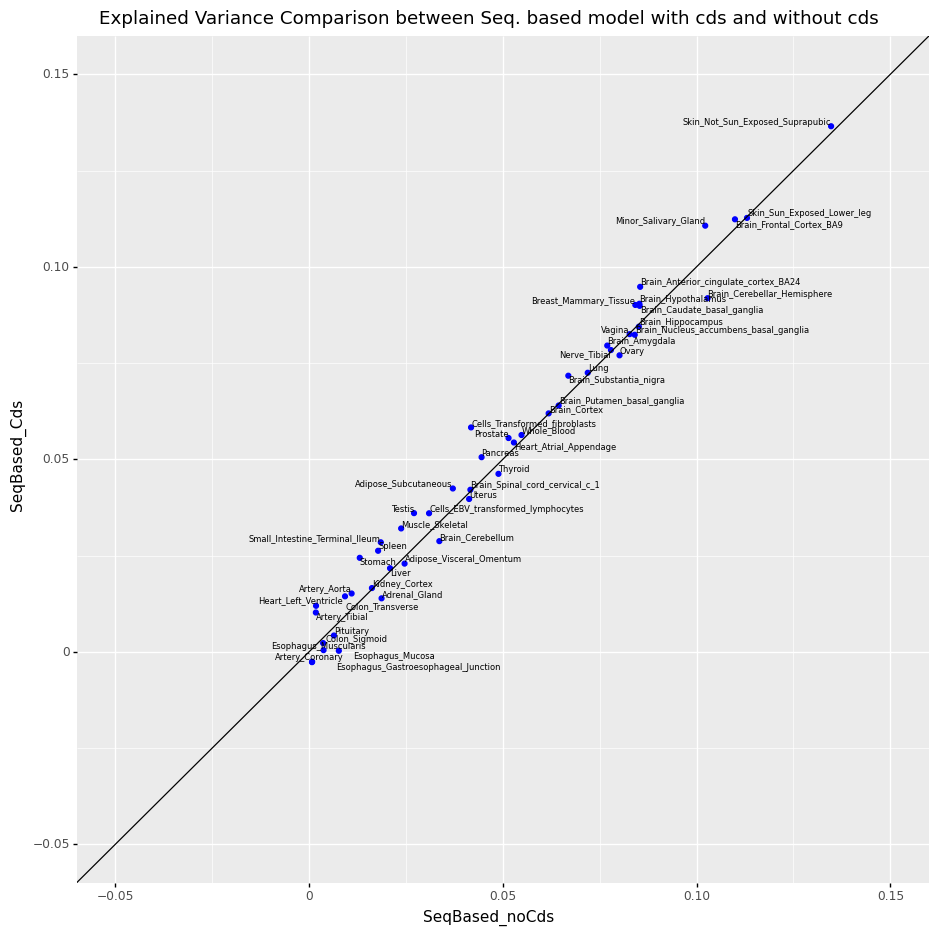 Explained Variance Comparison between Seq. based model with cds and without cds
0.15
Skin_Not_Sun_Exposed_Suprapubic
Skin_Sun_Exposed_Lower_leg
Minor_Salivary_Gland
Brain_Frontal_Cortex_BA9
0.10
Brain_Anterior_cingulate_cortex_BA24
Brain_Cerebellar_Hemisphere
Breast_Mammary_Tissue
Brain_Hypothalamus
Brain_Caudate_basal_ganglia
Brain_Hippocampus
Vagina
Brain_Nucleus_accumbens_basal_ganglia
Brain_Amygdala
Nerve_Tibial
Ovary
Lung
Brain_Substantia_nigra
Brain_Putamen_basal_ganglia
Brain_Cortex
Cells_Transformed_fibroblasts
Prostate
Whole_Blood
Heart_Atrial_Appendage
Pancreas
0.05
Thyroid
Adipose_Subcutaneous
Brain_Spinal_cord_cervical_c_1
Uterus
Testis
Cells_EBV_transformed_lymphocytes
Muscle_Skeletal
Small_Intestine_Terminal_Ileum
Brain_Cerebellum
Spleen
Stomach
Adipose_Visceral_Omentum
Liver
Kidney_Cortex
Artery_Aorta
Adrenal_Gland
Heart_Left_Ventricle
Colon_Transverse
Artery_Tibial
Pituitary
Colon_Sigmoid
Esophagus_Muscularis
0
Artery_Coronary
Esophagus_Mucosa
Esophagus_Gastroesophageal_Junction
−0.05
SeqBased_Cds
−0.05 0 0.05 0.10 0.15
SeqBased_noCds